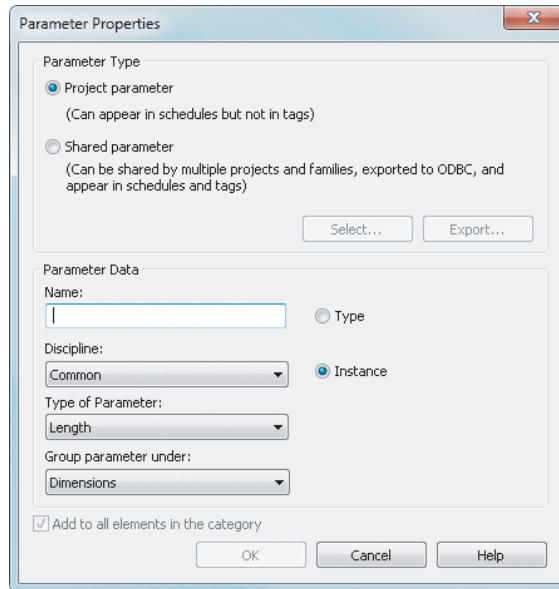 Parameter Properties
Parameter Type
Project parameter
(Can appear in schedules but not in tags)
Shared parameter
(Can be shared by multiple projects and families, exported to ODBC, and
appear in schedules and tags)
Select... Export...
Parameter Data
Name:
Type
Discipline:
Common
Instance
Type of Parameter:
Length
Group parameter under:
Dimensions
Add to all elements in the category
OK Cancel Help